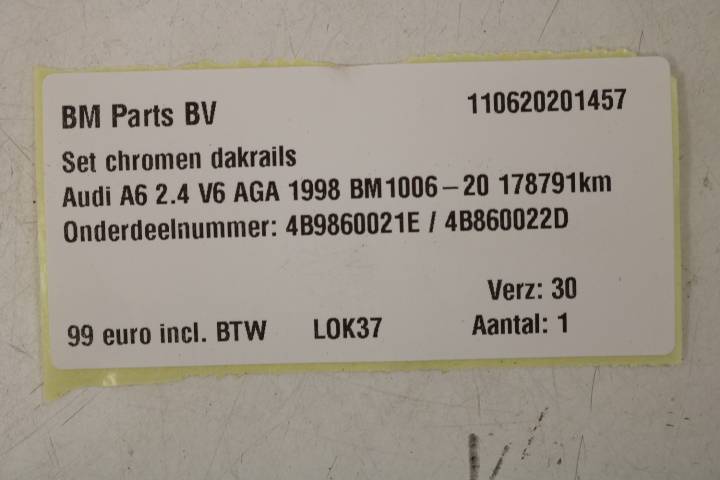 BM Parts BV 110620201457
Set chromen dakrails
Audi A6 2.4 V6 AGA 1998 BM1006-20 178791km
Onderdeelnummer: 4B9860021E / 4B860022D
Verz: 30
99 euro incl. BTW LOK37 Aantal: 1